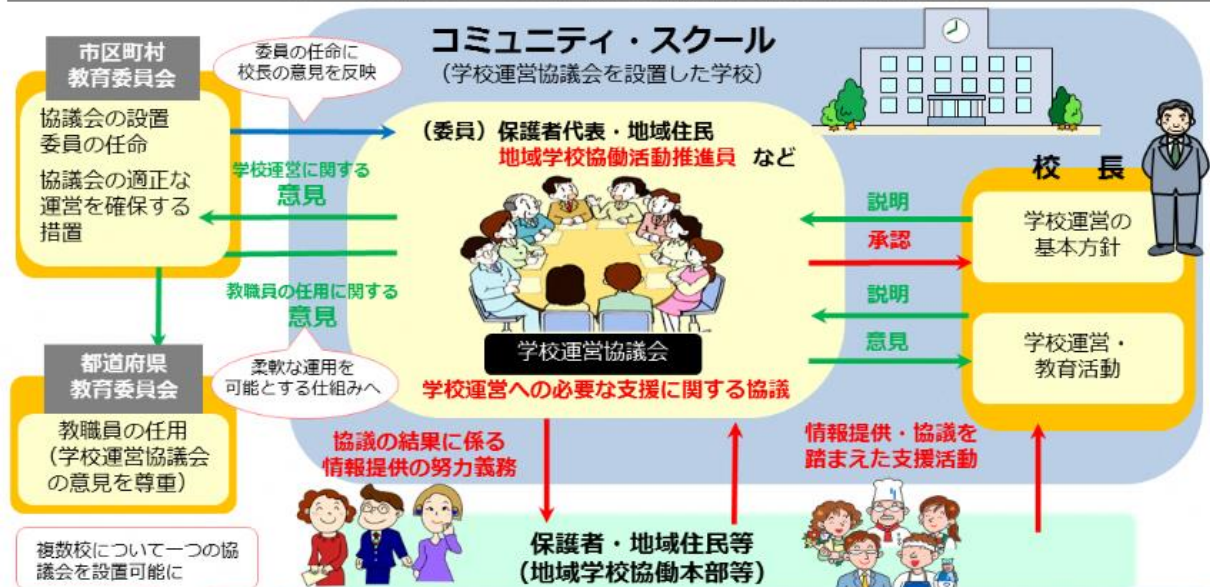 コミュニティ・スクール
(学校運営協議会を設置した学校)
市区町村
教育委員会
協議会の設置
委員の任命
協議会の適正な
運営を確保する
措置
委員の任命に
校長の意見を反映
(委員) 保護者代表・地域住民
地域学校協働活動推進員 など
学校運営に関する
意見
教職員の任用に関する
意見
柔軟な運用を
可能とする仕組みへ
学校運営協議会
学校運営への必要な支援に関する協議
校 長
説明
承認
学校運営の
基本方針
説明
意見
学校運営・
教育活動
都道府県
教育委員会
教職員の任用
(学校運営協議会
の意見を尊重)
複数校について一つの協
議会を設置可能に
協議の結果に係る
情報提供の努力義務
情報提供・協議を
踏まえた支援活動
保護者・地域住民等
(地域学校協働本部等)